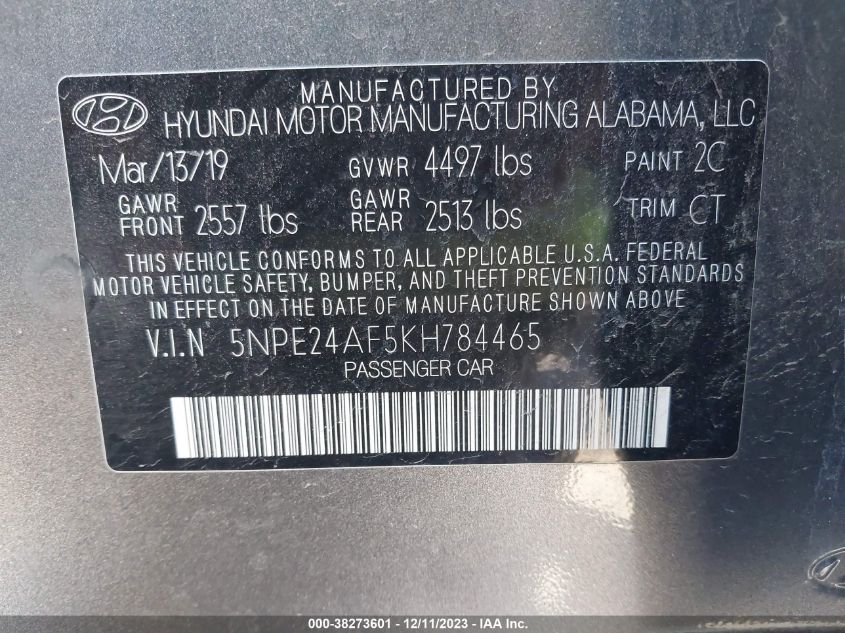 MANUFACTURED BY
HYUNDAI MOTOR MANUFACTURING ALABAMA, LLC
Mar/13/19 GVWR 4497 lbs PAINT 2C
GAWR FRONT 2557 lbs GAWR REAR 2513 lbs TRIM CT
THIS VEHICLE CONFORMS TO ALL APPLICABLE U.S.A. FEDERAL
MOTOR VEHICLE SAFETY, BUMPER, AND THEFT PREVENTION STANDARDS
IN EFFECT ON THE DATE OF MANUFACTURE SHOWN ABOVE
V.I.N 5NPE24AF5KH784465
PASSENGER CAR
000-38273601 - 12/11/2023 - IAA Inc.